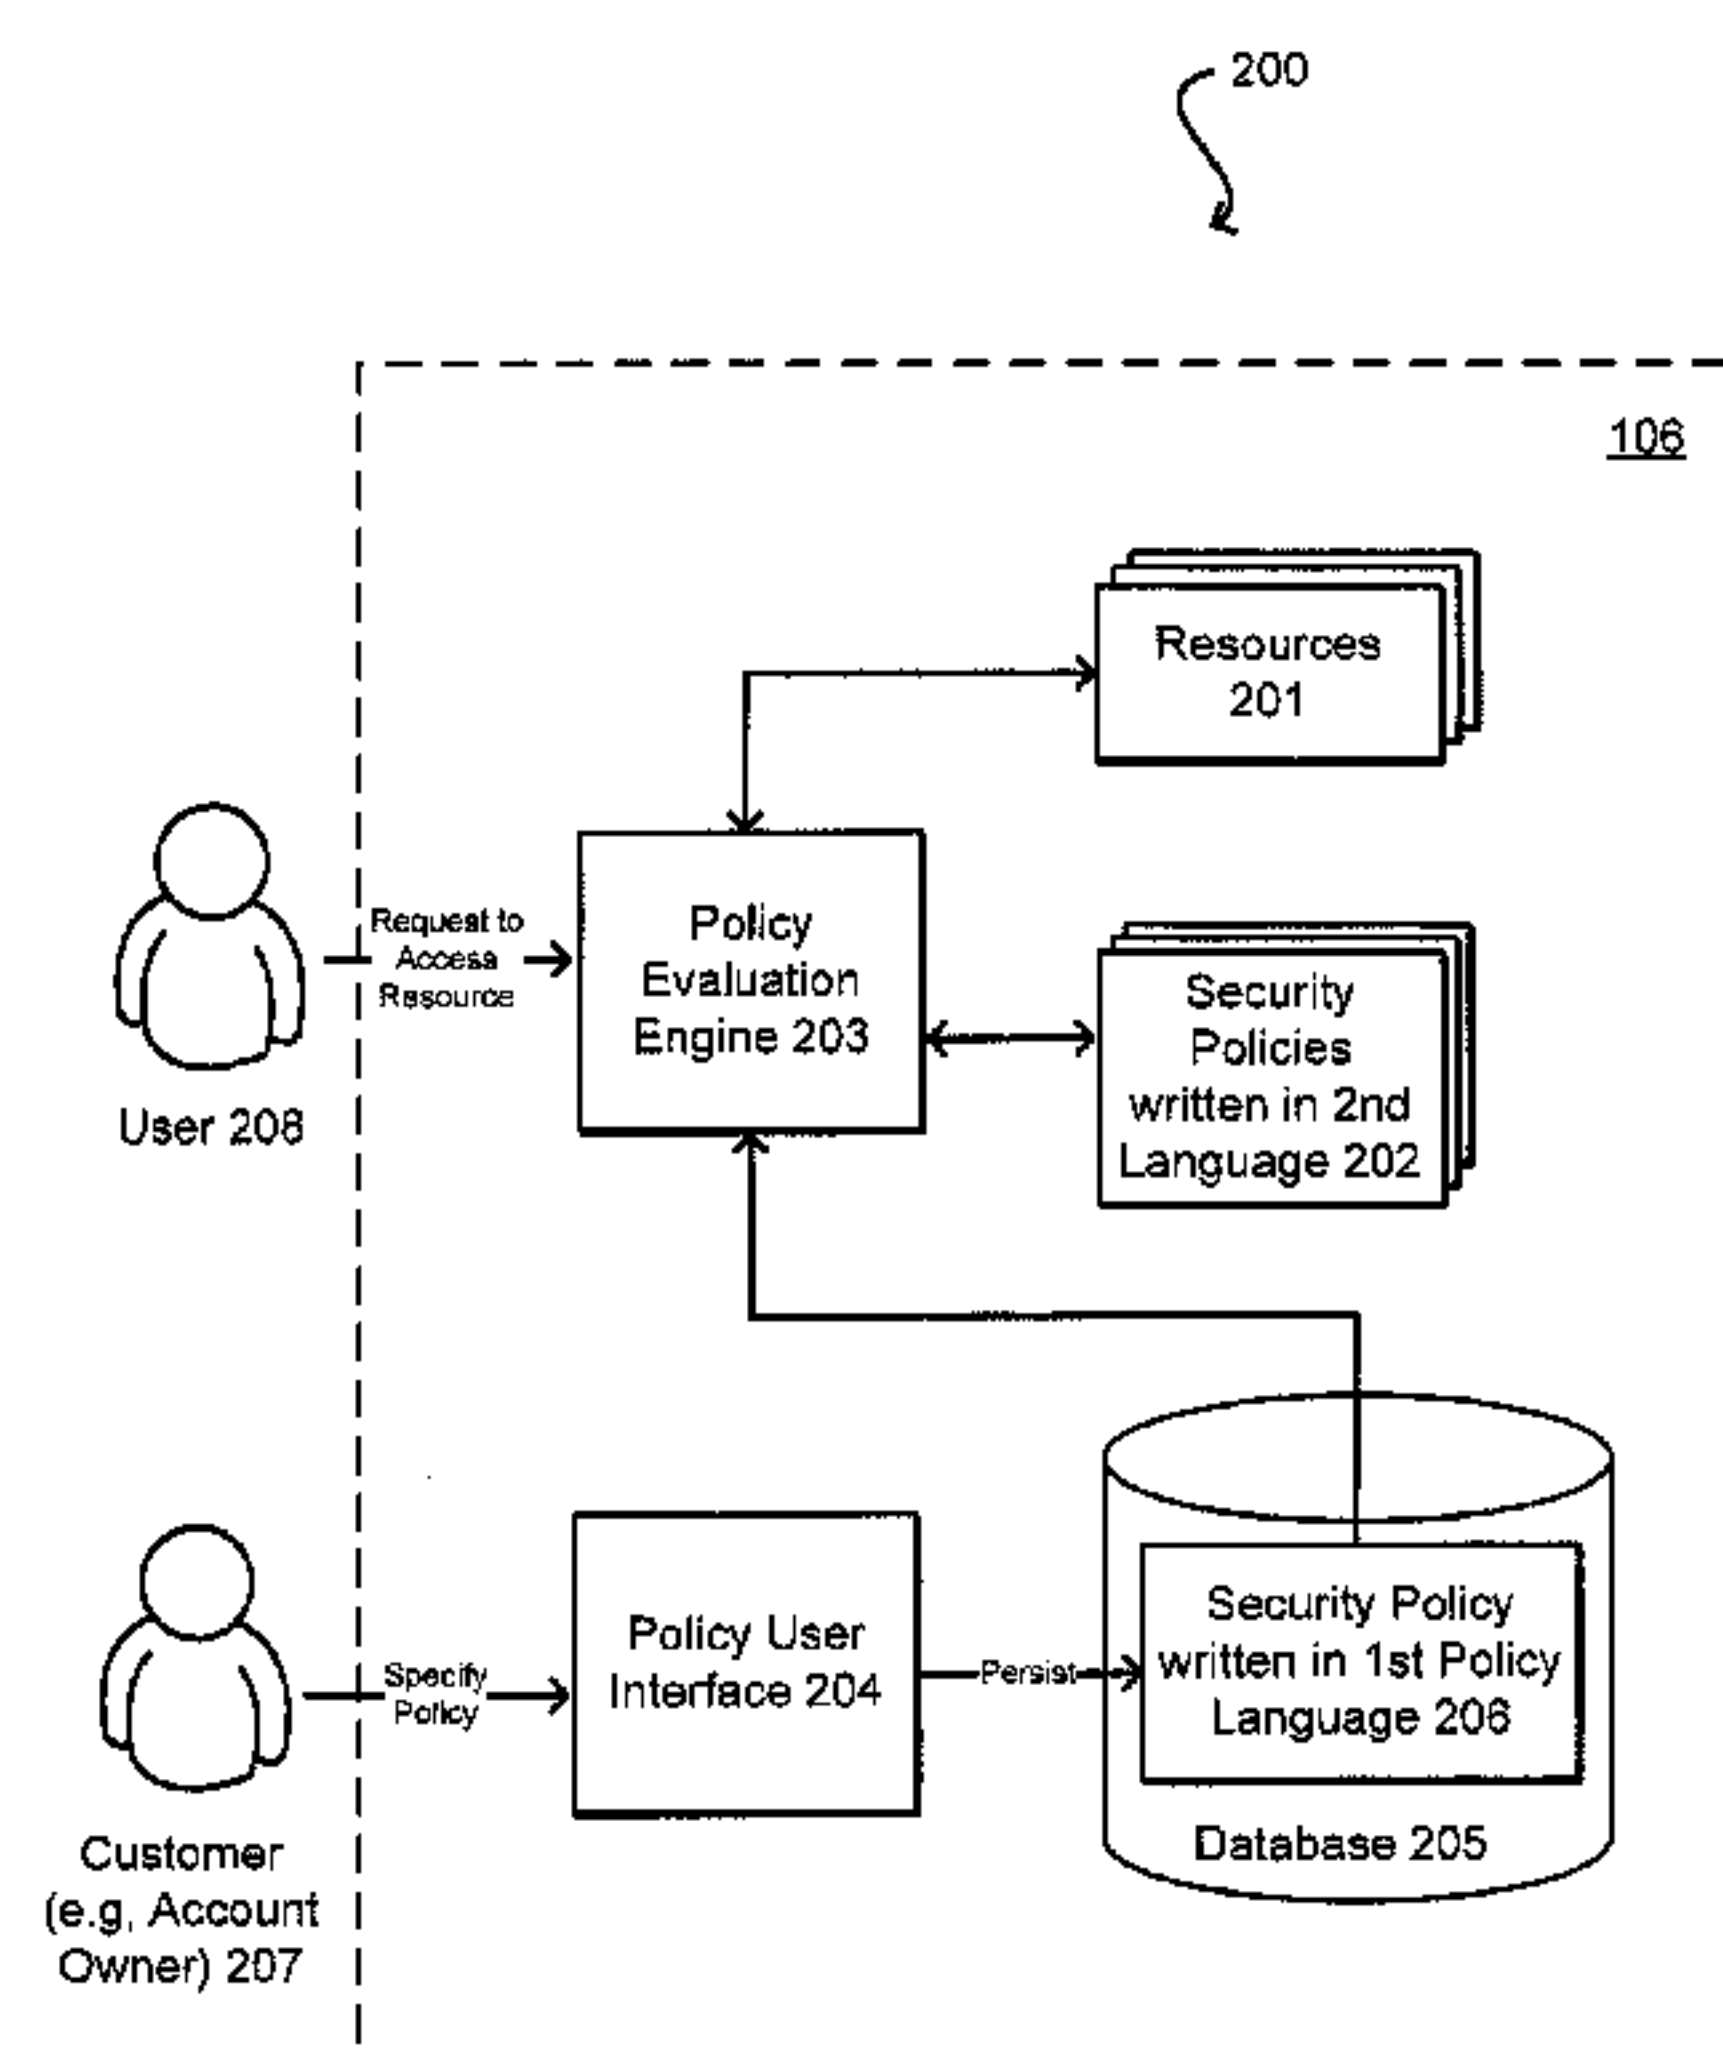 200
106
Resources
201
Policy
Evaluation
Engine 203
Request to
Access
Resource
Security
Policies
written in 2nd
Language 202
User 208
Policy User
Interface 204
Persist
Security Policy
written in 1st Policy
Language 206
Specify
Policy
Database 205
Customer
(e.g, Account
Owner) 207